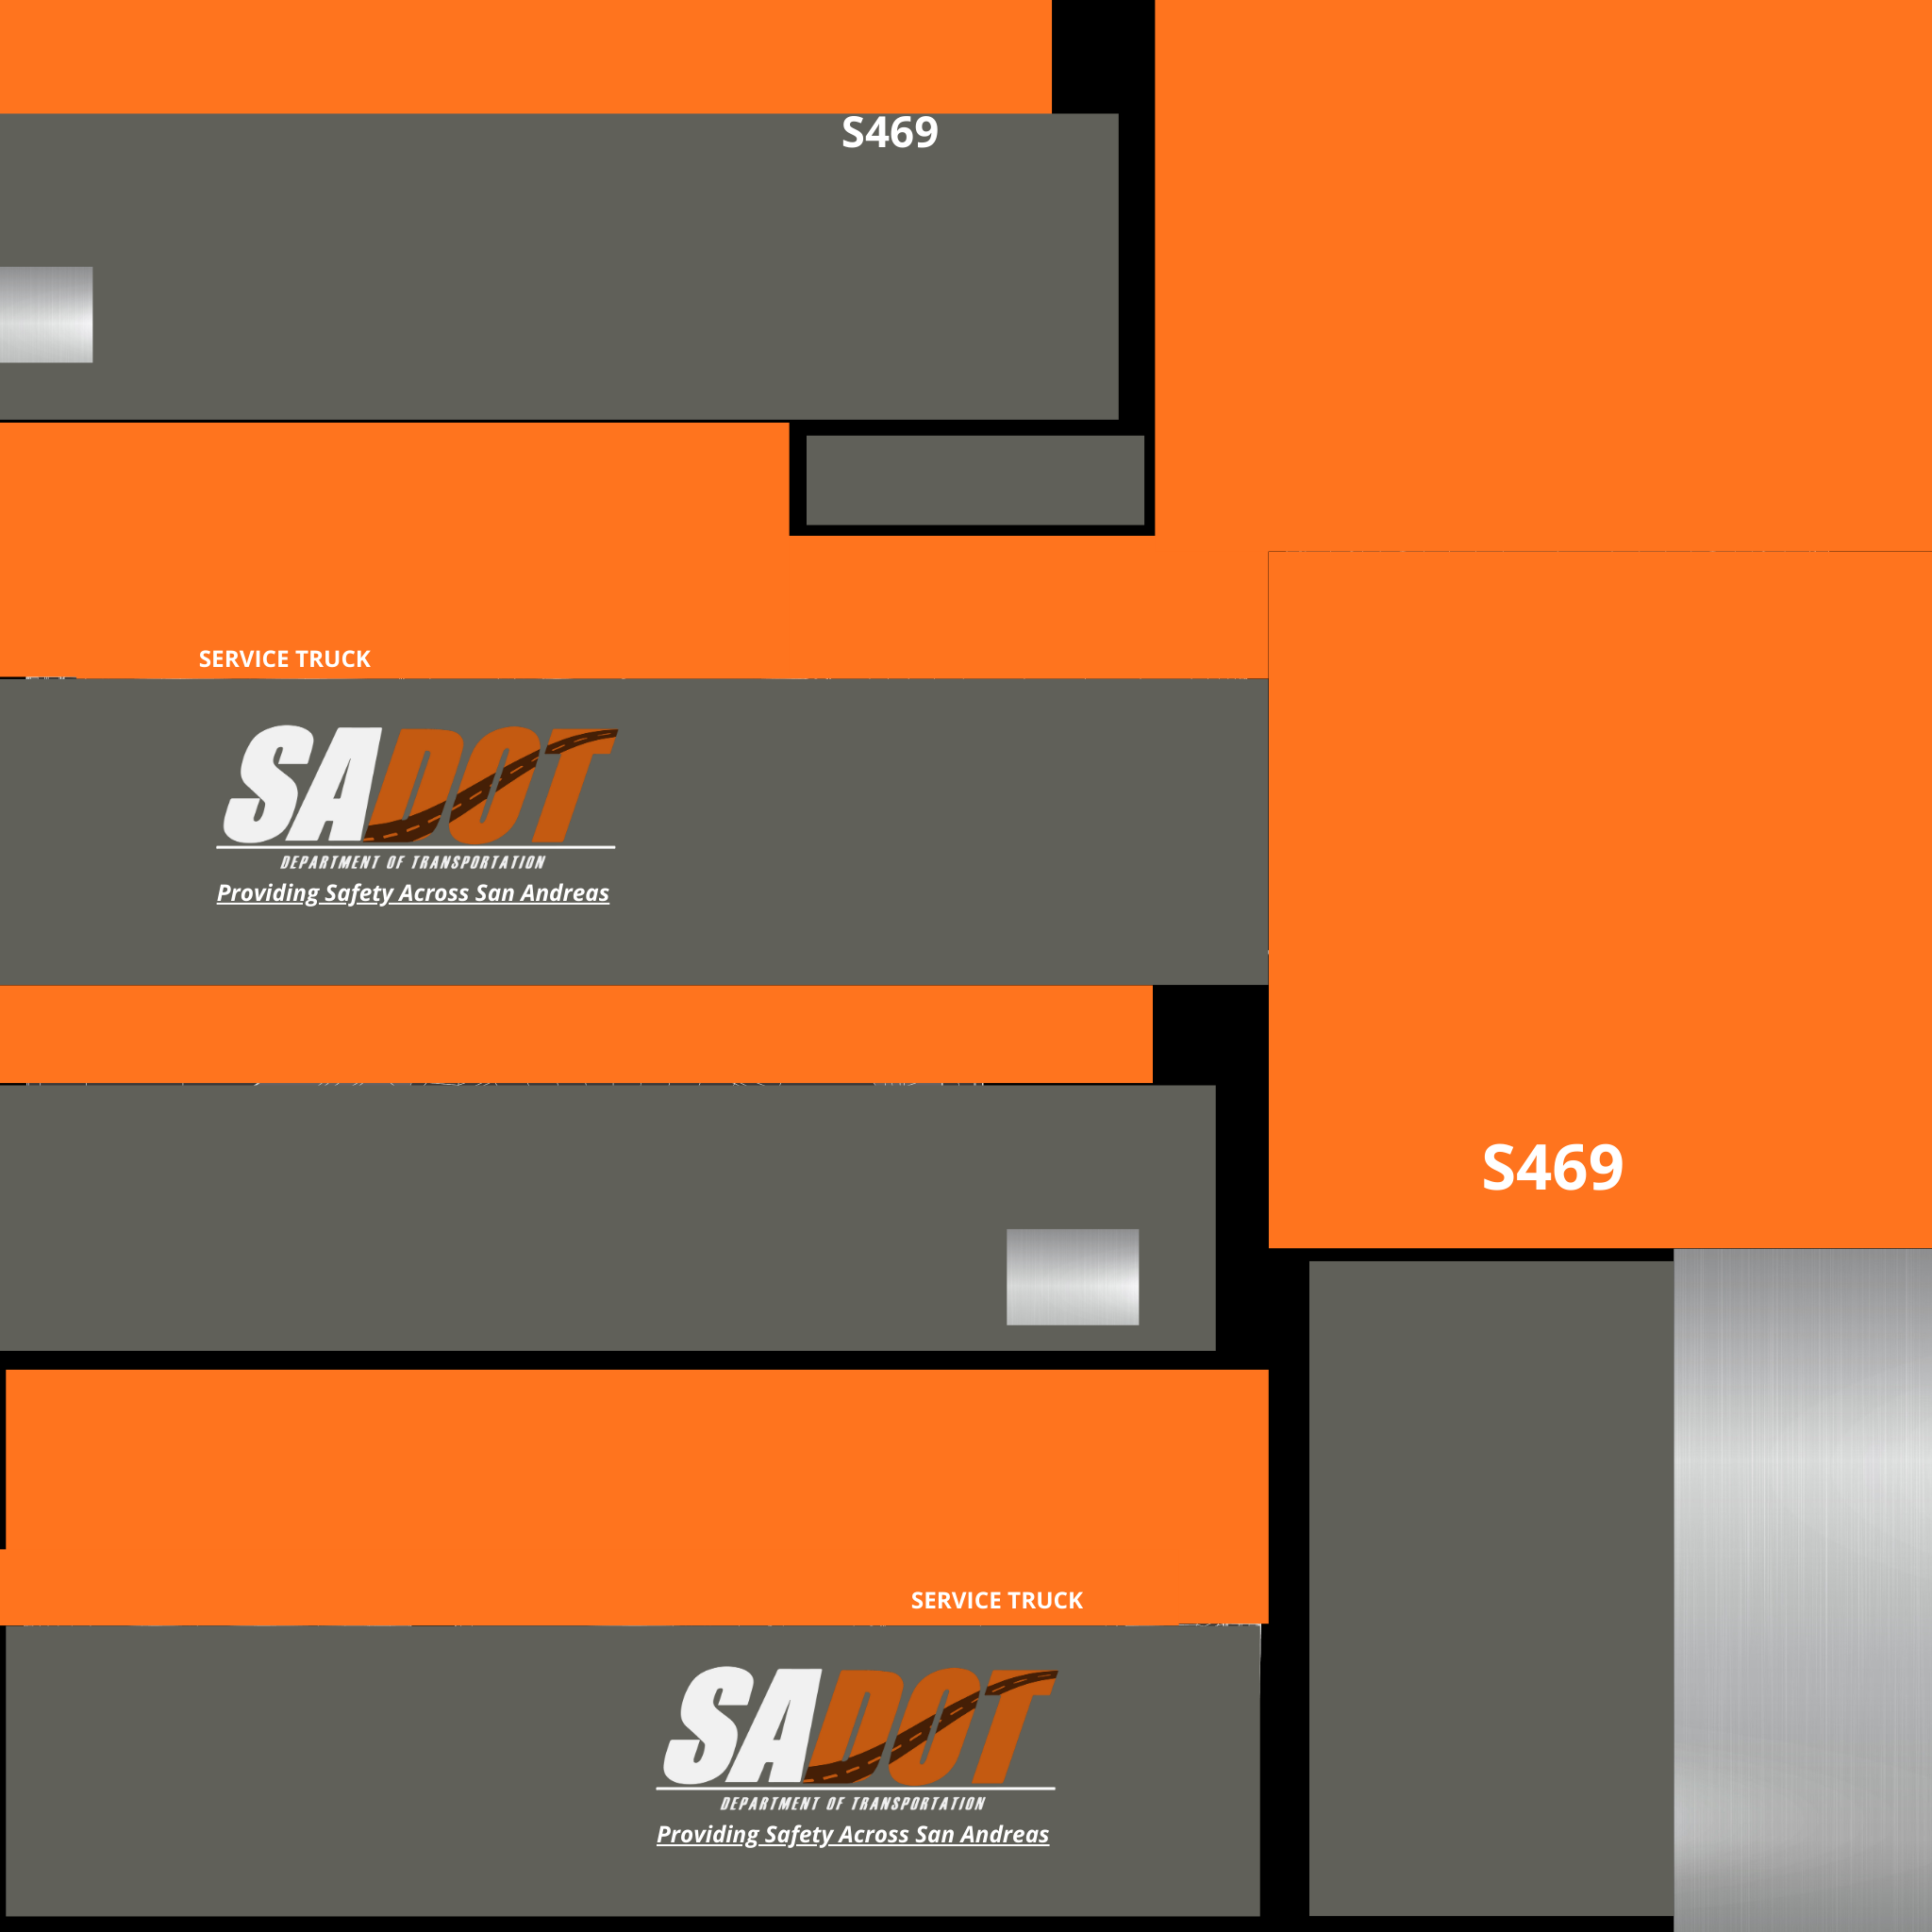 S469
SERVICE TRUCK
SADOT
DEPARTMENT OF TRANSPORTATION
Providing Safety Across San Andreas
S469
SERVICE TRUCK
SADOT
DEPARTMENT OF TRANSPORTATION
Providing Safety Across San Andreas